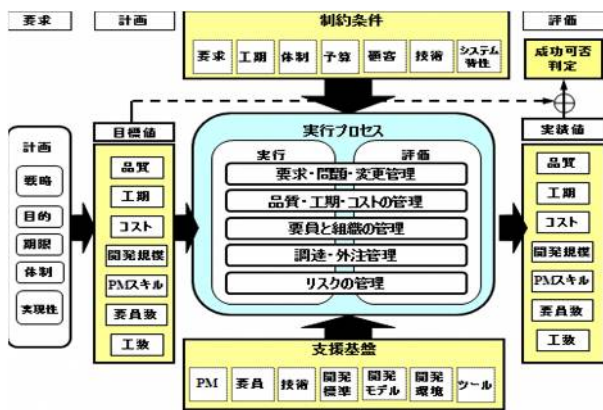 要求
計画
制約条件
評価
要求
工期
体制
予算
顧客
技術
システム
特性
成功可否
判定
目標値
実行プロセス
実績値
計画
戦略
目的
期限
体制
実現性
品質
工期
コスト
開発規模
PMスキル
要員数
工数
実行
評価
要求・問題・変更管理
品質・工期・コストの管理
要員と組織の管理
調達・外注管理
リスクの管理
品質
工期
コスト
開発規模
PMスキル
要員数
工数
支援基盤
PM
要員
技術
開発
標準
開発
モデル
開発
環境
ツール